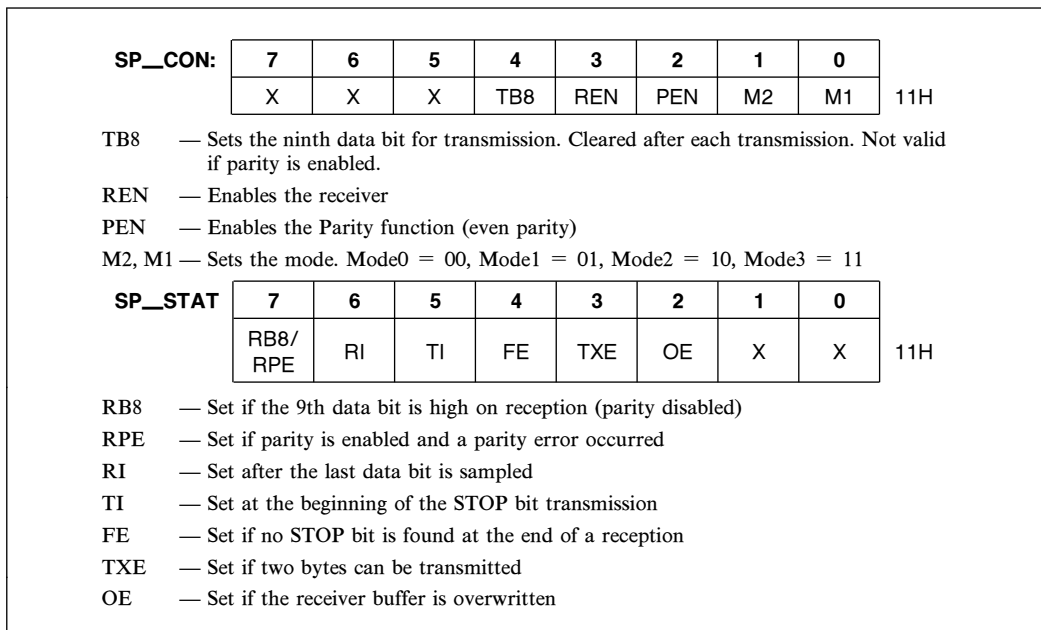 SP__CON: 7 6 5 4 3 2 1 0
X X X TB8 REN PEN M2 M1 11H
TB8 — Sets the ninth data bit for transmission. Cleared after each transmission. Not valid
if parity is enabled.
REN — Enables the receiver
PEN — Enables the Parity function (even parity)
M2, M1 — Sets the mode. Mode0 = 00, Mode1 = 01, Mode2 = 10, Mode3 = 11
SP__STAT 7 6 5 4 3 2 1 0
RB8/
RPE RI TI FE TXE OE X X 11H
RB8 — Set if the 9th data bit is high on reception (parity disabled)
RPE — Set if parity is enabled and a parity error occurred
RI — Set after the last data bit is sampled
TI — Set at the beginning of the STOP bit transmission
FE — Set if no STOP bit is found at the end of a reception
TXE — Set if two bytes can be transmitted
OE — Set if the receiver buffer is overwritten